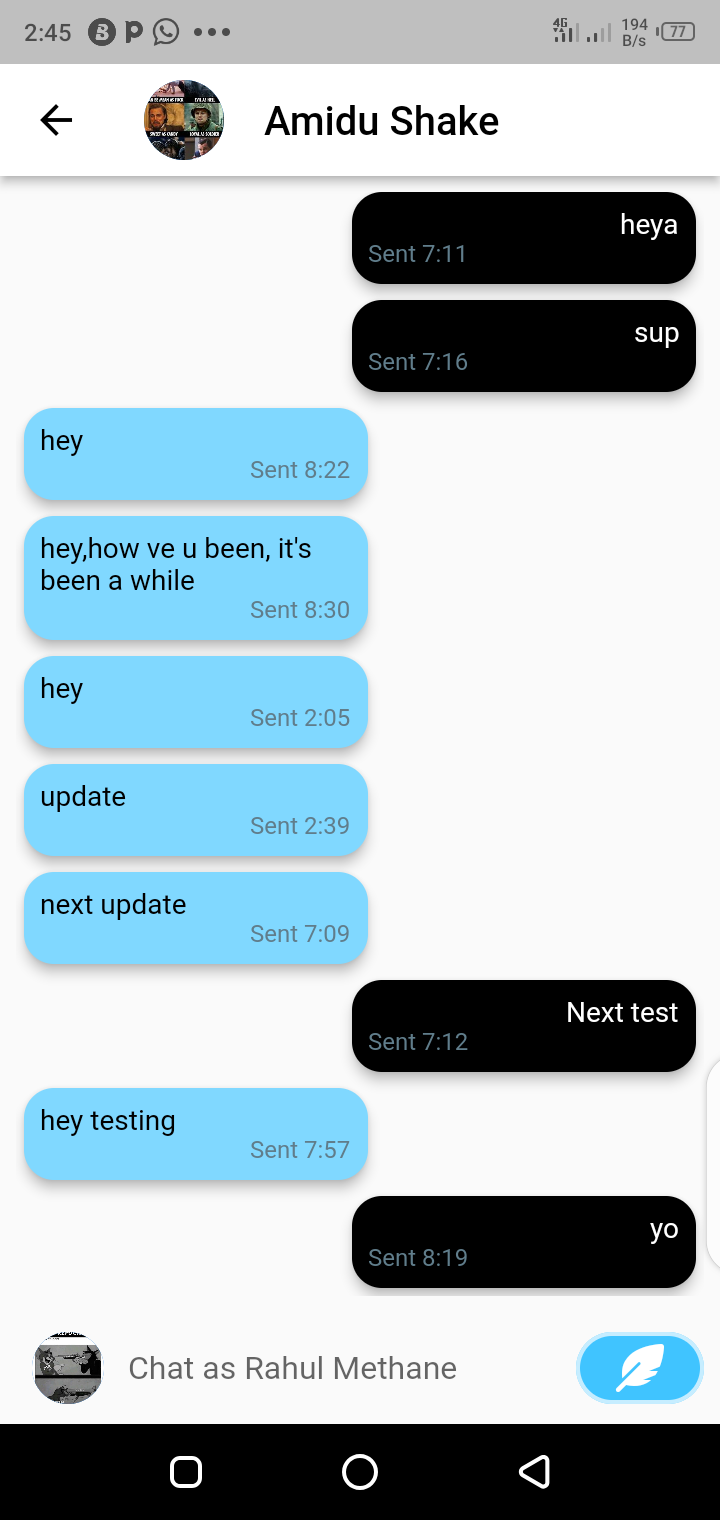 2:45
4G
194
B/s
77
Amidu Shake
heya
Sent 7:11
sup
Sent 7:16
hey
Sent 8:22
hey,how ve u been, it's
been a while
Sent 8:30
hey
Sent 2:05
update
Sent 2:39
next update
Sent 7:09
Next test
Sent 7:12
hey testing
Sent 7:57
yo
Sent 8:19
Chat as Rahul Methane